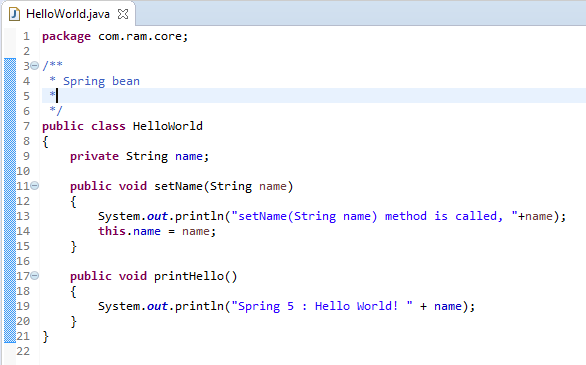 HelloWorld.java
1 package com.ram.core;
2
3 /**
4  * Spring bean
5  *
6  */
7 public class HelloWorld
8 {
9     private String name;
10
11     public void setName(String name)
12     {
13         System.out.println("setName(String name) method is called, "+name);
14         this.name = name;
15     }
16
17     public void printHello()
18     {
19         System.out.println("Spring 5 : Hello World! " + name);
20     }
21 }
22